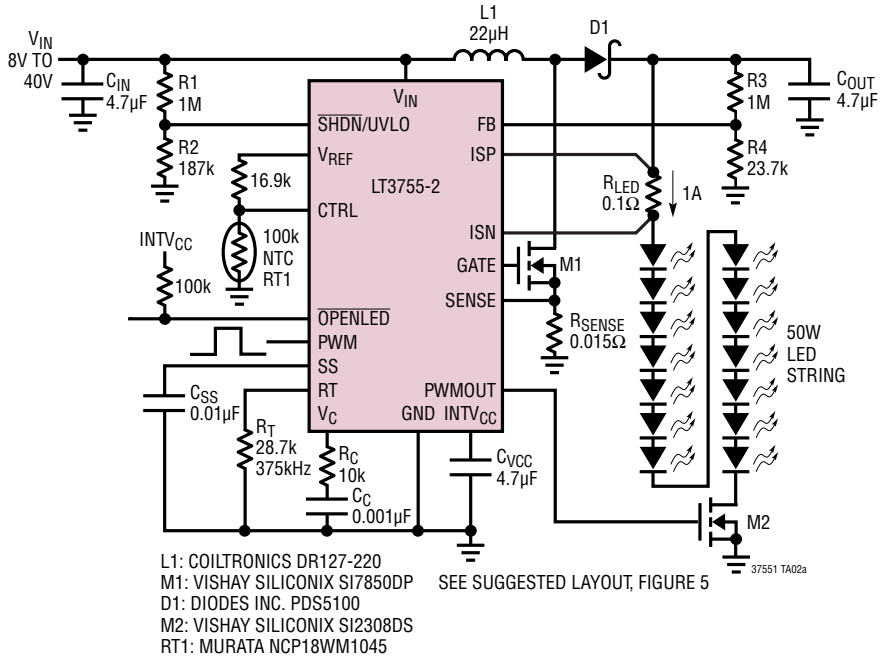 VIN
8V TO
40V
CIN
4.7µF
R1
1M
R2
187k
L1
22µH
D1
R3
1M
COUT
4.7µF
R4
23.7k
VIN
SHDN/UVLO
VREF
CTRL
LT3755-2
FB
ISP
ISN
GATE
SENSE
16.9k
100k
NTC
RT1
INTVCC
100k
RLED
0.1Ω
1A
M1
RSENSE
0.015Ω
OPENLED
PWM
SS
RT
VC
GND
INTVCC
PWMOUT
50W
LED
STRING
CSS
0.01µF
RT
28.7k
375kHz
RC
10k
CC
0.001µF
CVCC
4.7µF
M2
37551 TA02a
L1: COILTRONICS DR127-220
M1: VISHAY SILICONIX SI7850DP
SEE SUGGESTED LAYOUT, FIGURE 5
D1: DIODES INC. PDS5100
M2: VISHAY SILICONIX SI2308DS
RT1: MURATA NCP18WM1045